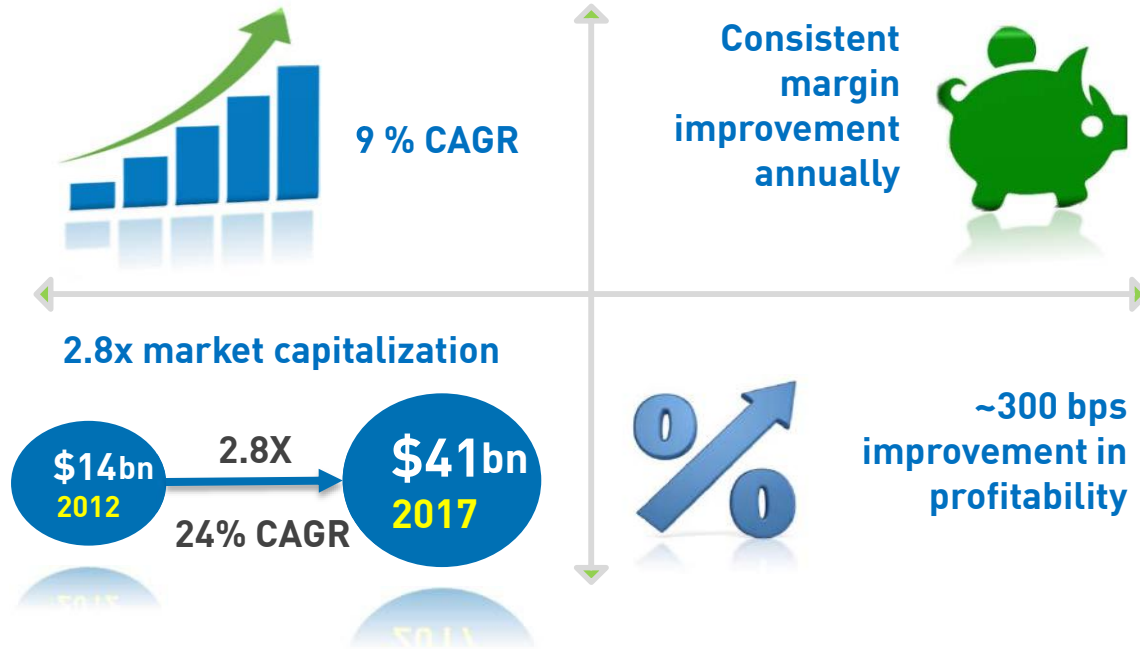 9 % CAGR
Consistent
margin
improvement
annually
2.8x market capitalization
$14bn
2012
2.8X
24% CAGR
$41bn
2017
~300 bps
improvement in
profitability